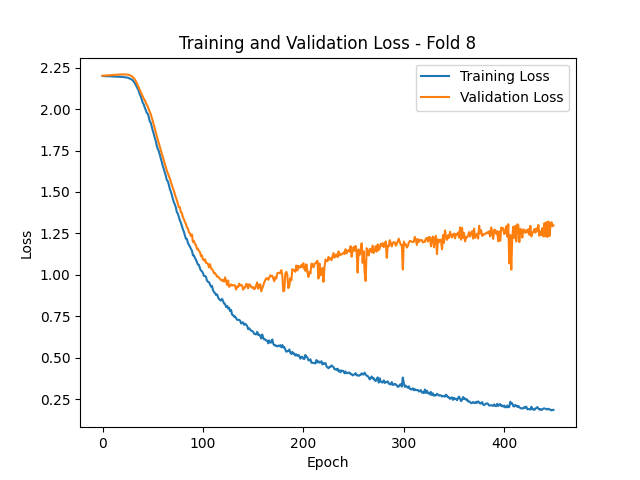 Training and Validation Loss - Fold 8
Training Loss
Validation Loss
Loss
2.25
2.00
1.75
1.50
1.25
1.00
0.75
0.50
0.25
0 100 200 300 400
Epoch